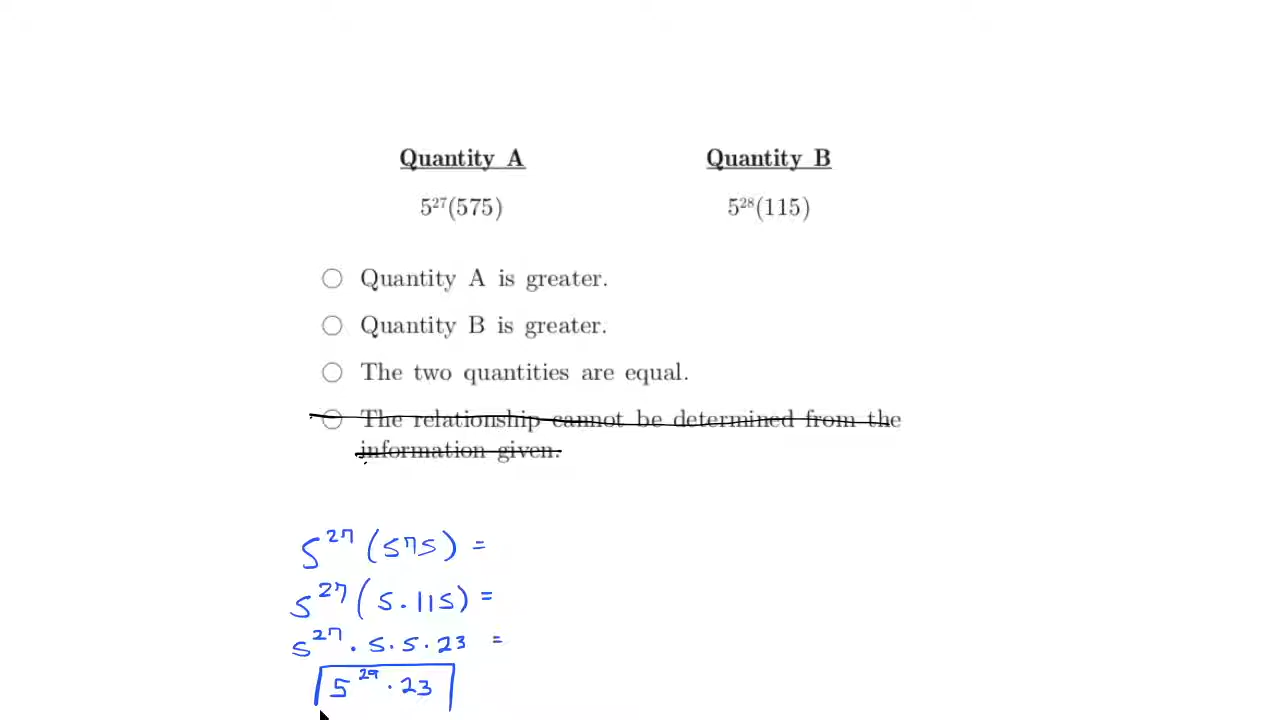 Quantity A Quantity B
5²⁷(575) 5²⁸(115)
Quantity A is greater.
Quantity B is greater.
The two quantities are equal.
The relationship cannot be determined from the
information given.
5²⁷(575) =
5²⁷(5·115) =
5²⁷·5·5·23 =
5²⁹·23